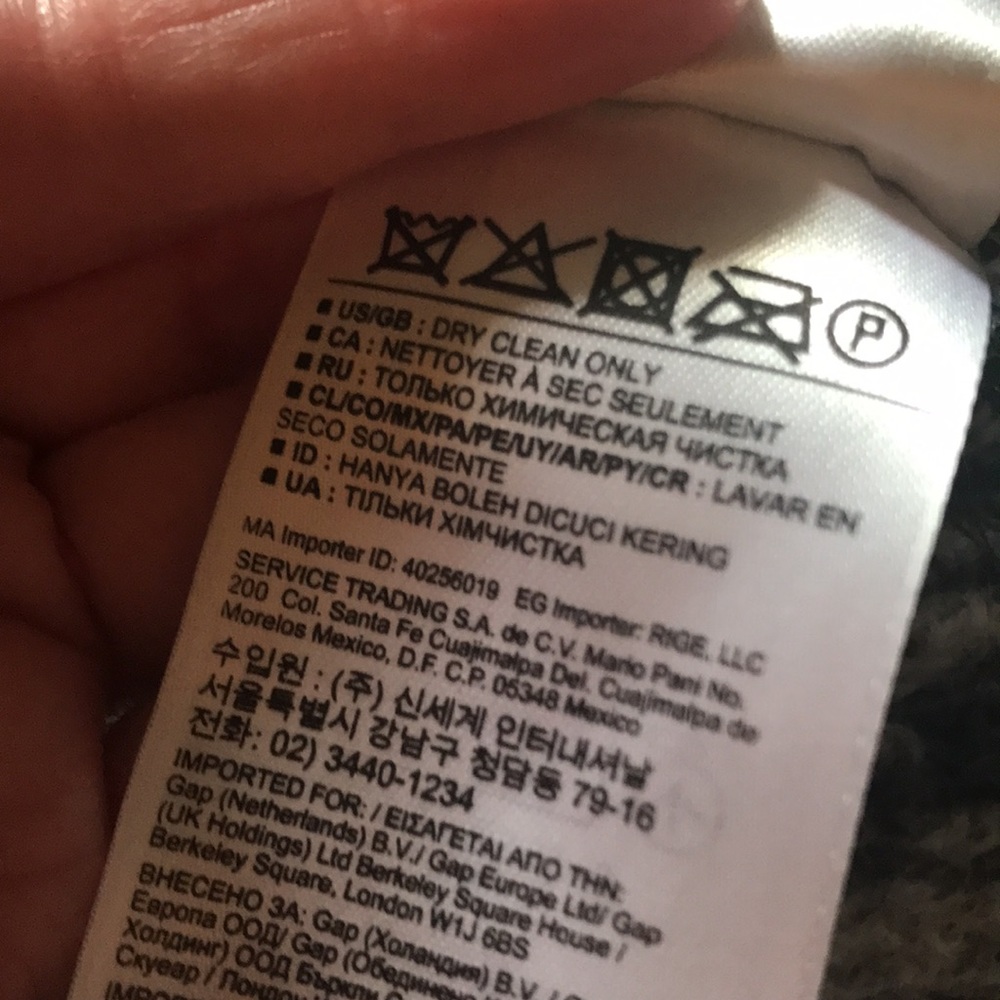 P
■ US/GB : DRY CLEAN ONLY
■ CA : NETTOYER À SEC SEULEMENT
■ RU : ТОЛЬКО ХИМИЧЕСКАЯ ЧИСТКА
■ CL/CO/MX/PA/PE/UY/AR/PY/CR : LAVAR EN
SECO SOLAMENTE
■ ID : HANYA BOLEH DICUCI KERING
■ UA : ТІЛЬКИ ХІМЧИСТКА
MA Importer ID: 40256019 EG Importer: RIGE, LLC
SERVICE TRADING S.A. de C.V. Mario Pani No.
200 Col. Santa Fe Cuajimalpa Del. Cuajimalpa de
Morelos Mexico, D.F. C.P. 05348 Mexico
수입원 : (주) 신세계 인터내셔날
서울특별시 강남구 청담동 79-16
전화: 02) 3440-1234
IMPORTED FOR: / ΕΙΣΑΓΕΤΑΙ ΑΠΟ ΤΗΝ:
Gap (Netherlands) B.V./ Gap Europe Ltd/ Gap
(UK Holdings) Ltd Berkeley Square House /
Berkeley Square, London W1J 6BS
ВНЕСЕНО ЗА: Gap (Холандия) B.V. /
Европа ООД/ Gap (Обединено
Холдинг) ООД Бъркли
Скуеар / Лондон